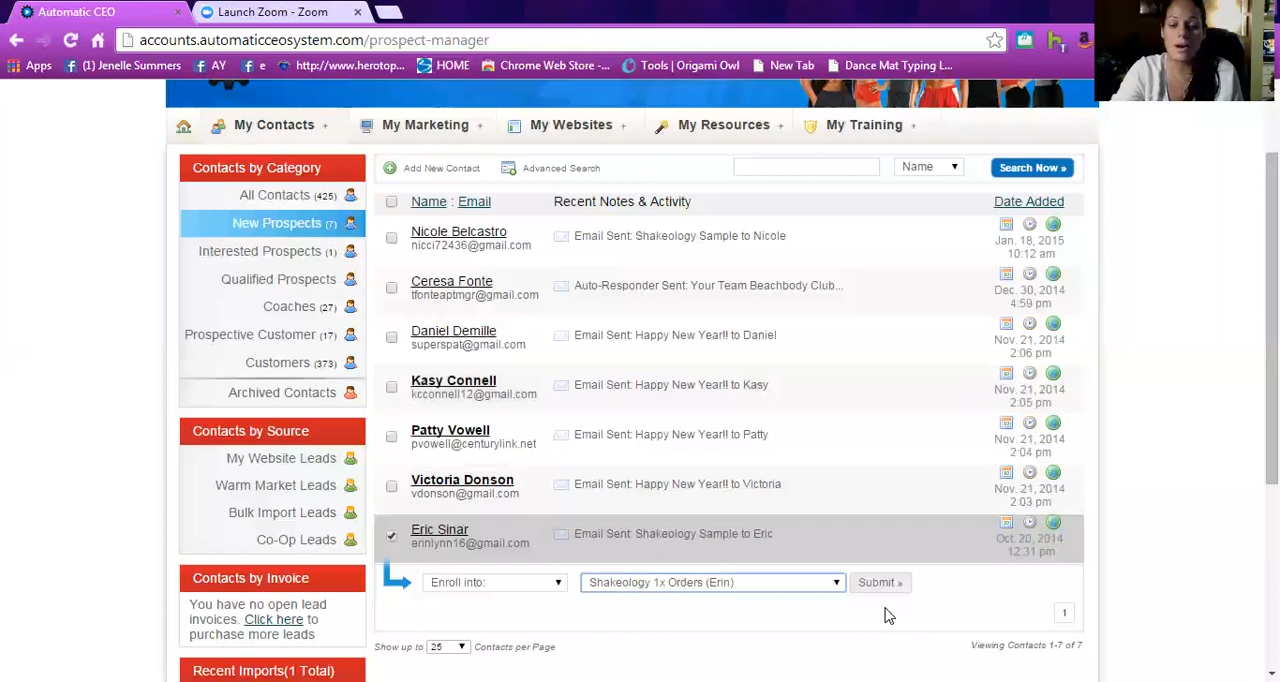 Automatic CEO
Launch Zoom - Zoom
accounts.automaticceosystem.com/prospect-manager
Apps
(1) Jenelle Summers
AY
e
http://www.herotop...
HOME
Chrome Web Store -...
Tools | Origami Owl
New Tab
Dance Mat Typing L...
My Contacts +
My Marketing +
My Websites +
My Resources +
My Training +
Contacts by Category
All Contacts (425)
New Prospects (7)
Interested Prospects (1)
Qualified Prospects
Coaches (27)
Prospective Customer (17)
Customers (373)
Archived Contacts
Contacts by Source
My Website Leads
Warm Market Leads
Bulk Import Leads
Co-Op Leads
Contacts by Invoice
You have no open lead
invoices. Click here to
purchase more leads
Recent Imports(1 Total)
Add New Contact
Advanced Search
Name
Search Now »
Name : Email
Recent Notes & Activity
Date Added
Nicole Belcastro
nicci72436@gmail.com
Email Sent: Shakeology Sample to Nicole
Jan. 18, 2015
10:12 am
Ceresa Fonte
tfonteaptmgr@gmail.com
Auto-Responder Sent: Your Team Beachbody Club...
Dec. 30, 2014
4:59 pm
Daniel Demille
superspat@gmail.com
Email Sent: Happy New Year!! to Daniel
Nov. 21, 2014
2:06 pm
Kasy Connell
kcconnell12@gmail.com
Email Sent: Happy New Year!! to Kasy
Nov. 21, 2014
2:05 pm
Patty Vowell
pvowell@centurylink.net
Email Sent: Happy New Year!! to Patty
Nov. 21, 2014
2:04 pm
Victoria Donson
vdonson@gmail.com
Email Sent: Happy New Year!! to Victoria
Nov. 21, 2014
2:03 pm
Eric Sinar
erinlynn16@gmail.com
Email Sent: Shakeology Sample to Eric
Oct. 20, 2014
12:31 pm
Enroll into:
Shakeology 1x Orders (Erin)
Submit »
1
Show up to 25 Contacts per Page
Viewing Contacts 1-7 of 7